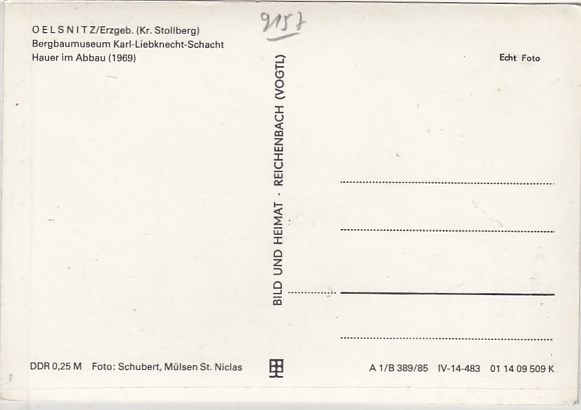 OELSNITZ/Erzgeb. (Kr. Stollberg)
Bergbaumuseum Karl-Liebknecht-Schacht
Hauer im Abbau (1969)
9157
Echt Foto
BILD UND HEIMAT · REICHENBACH (VOGTL)
DDR 0,25 M Foto: Schubert, Mülsen St. Niclas
A 1/B 389/85 IV-14-483 01 14 09 509 K